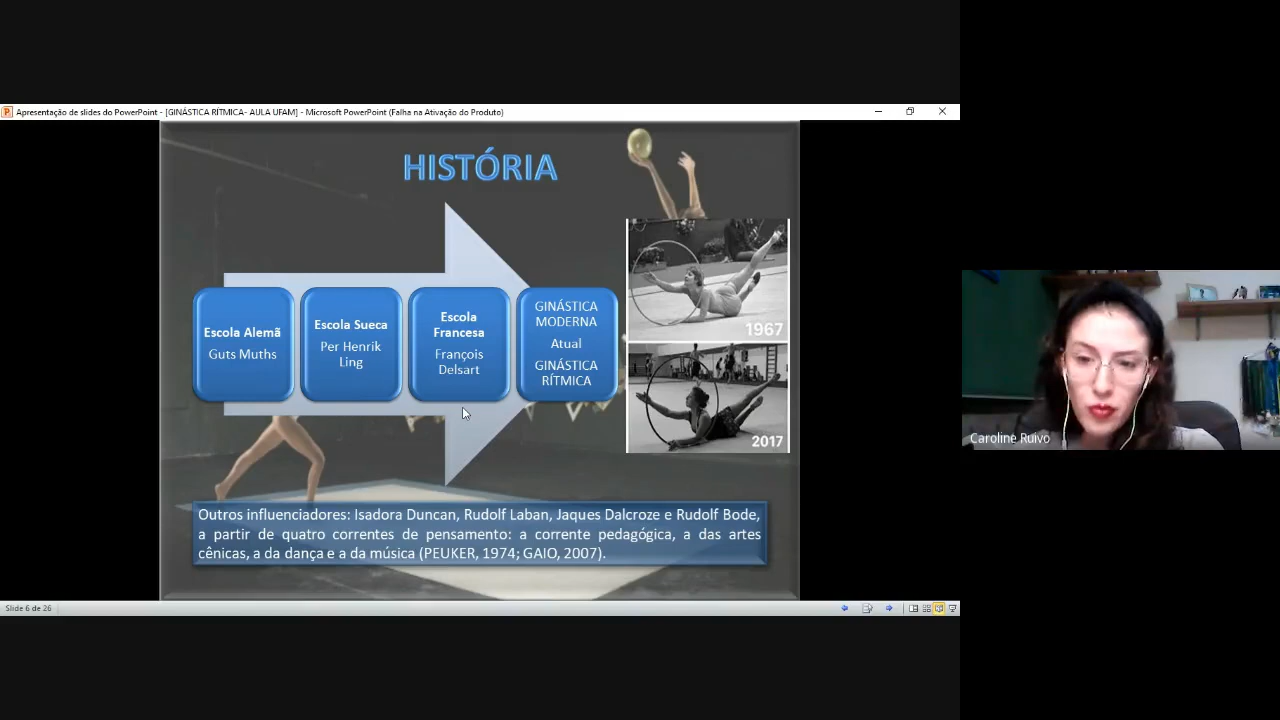 Apresentação de slides do PowerPoint - [GINÁSTICA RÍTMICA- AULA UFAM] - Microsoft PowerPoint (Falha na Ativação do Produto)
HISTÓRIA
Escola Alemã
Guts Muths
Escola Sueca
Per Henrik
Ling
Escola
Francesa
François
Delsart
GINÁSTICA
MODERNA
Atual
GINÁSTICA
RÍTMICA
1967
2017
Outros influenciadores: Isadora Duncan, Rudolf Laban, Jaques Dalcroze e Rudolf Bode,
a partir de quatro correntes de pensamento: a corrente pedagógica, a das artes
cênicas, a da dança e a da música (PEUKER, 1974; GAIO, 2007).
Slide 6 de 26
Caroline Ruivo